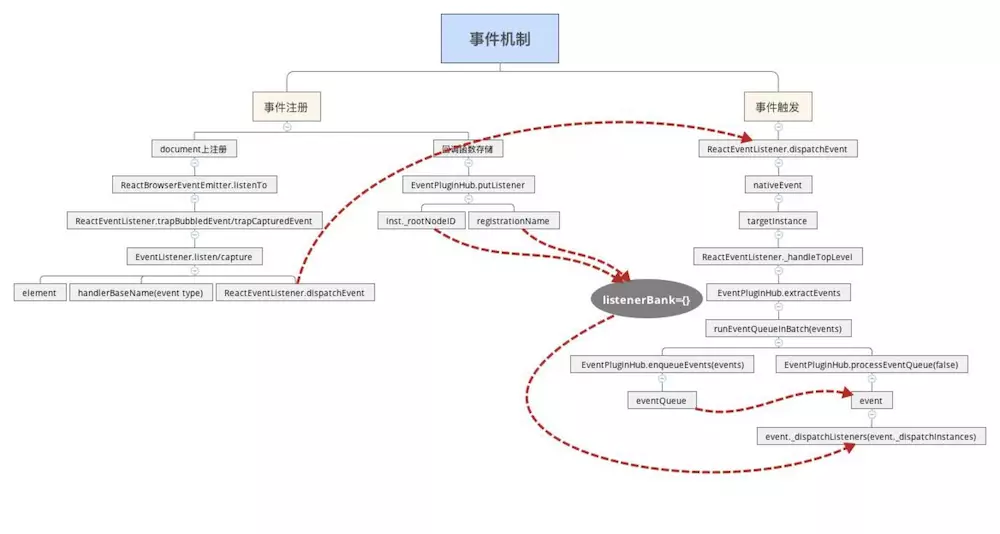 事件机制
事件注册
事件触发
document上注册
回调函数存储
ReactEventListener.dispatchEvent
ReactBrowserEventEmitter.listenTo
EventPluginHub.putListener
nativeEvent
ReactEventListener.trapBubbledEvent/trapCapturedEvent
Inst._rootNodeID
registrationName
targetInstance
EventListener.listen/capture
ReactEventListener._handleTopLevel
element
handlerBaseName(event type)
ReactEventListener.dispatchEvent
listenerBank={}
EventPluginHub.extractEvents
runEventQueueInBatch(events)
EventPluginHub.enqueueEvents(events)
EventPluginHub.processEventQueue(false)
eventQueue
event
event._dispatchListeners(event._dispatchInstances)